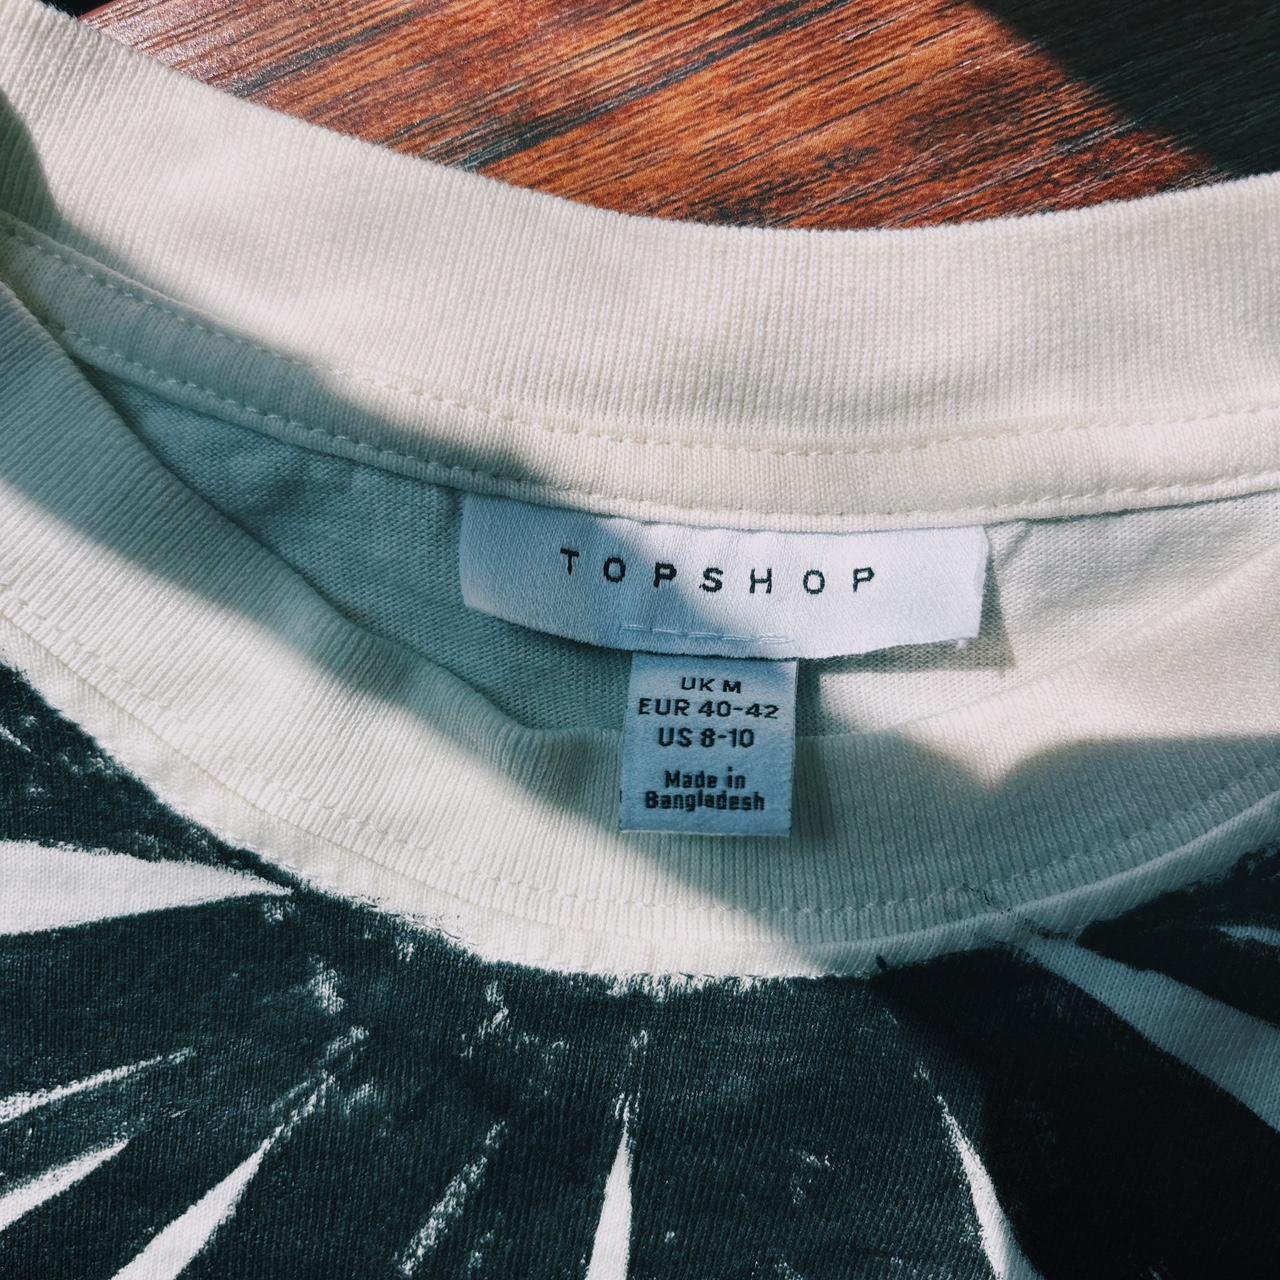 TOPSHOP
UK M
EUR 40-42
US 8-10
Made in
Bangladesh